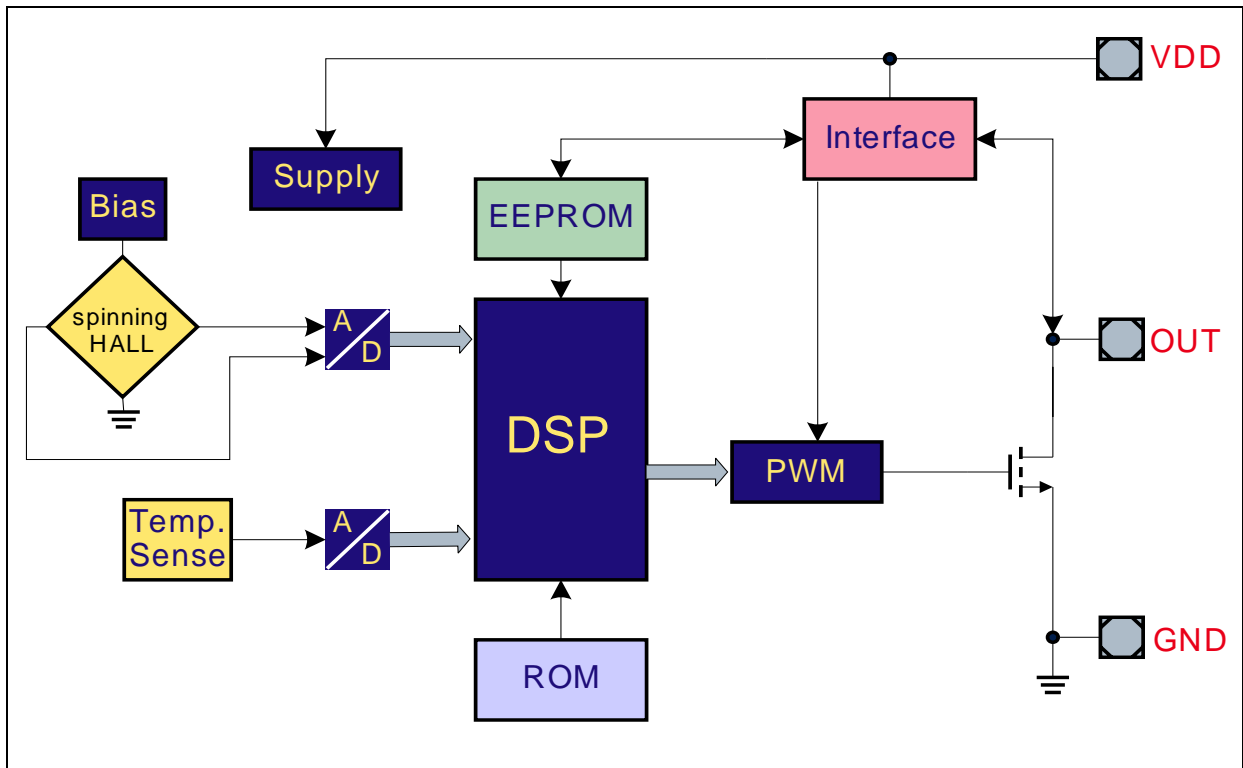 VDD
Interface
Supply
Bias
EEPROM
spinning
HALL
A
D
OUT
DSP
PWM
Temp.
Sense
A
D
GND
ROM